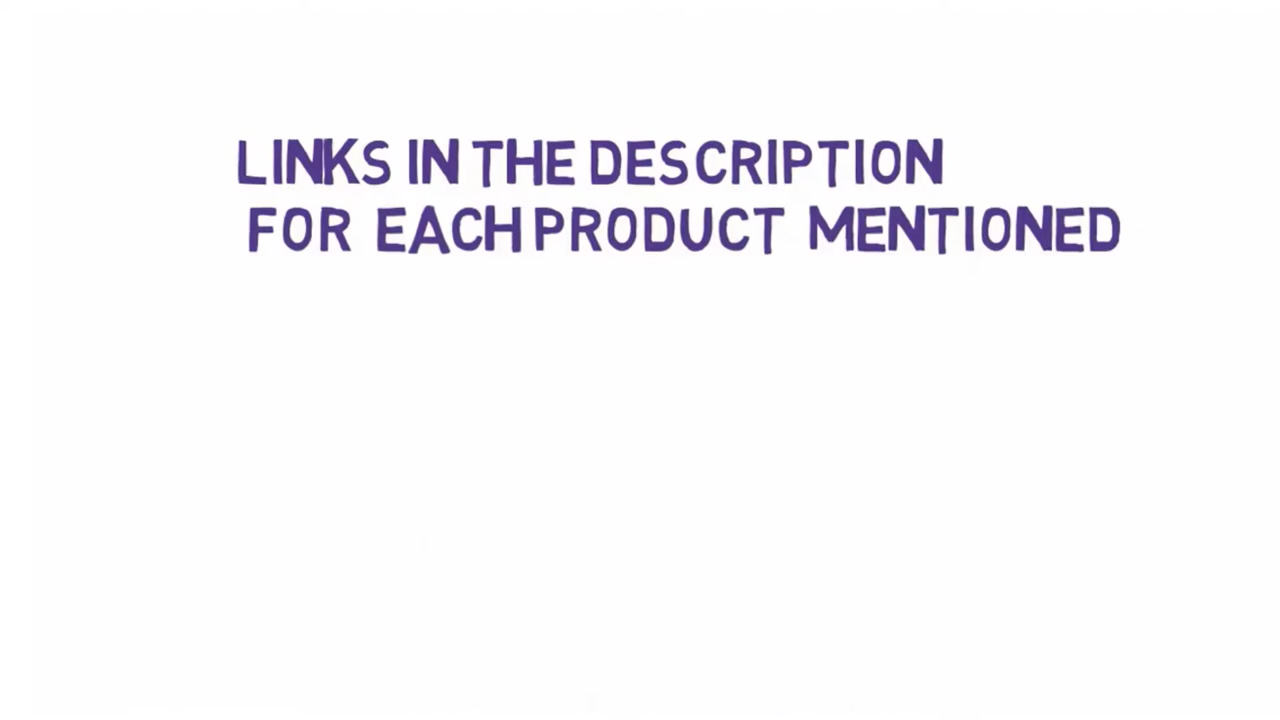 LINKS IN THE DESCRIPTION
FOR EACH PRODUCT MENTIONED